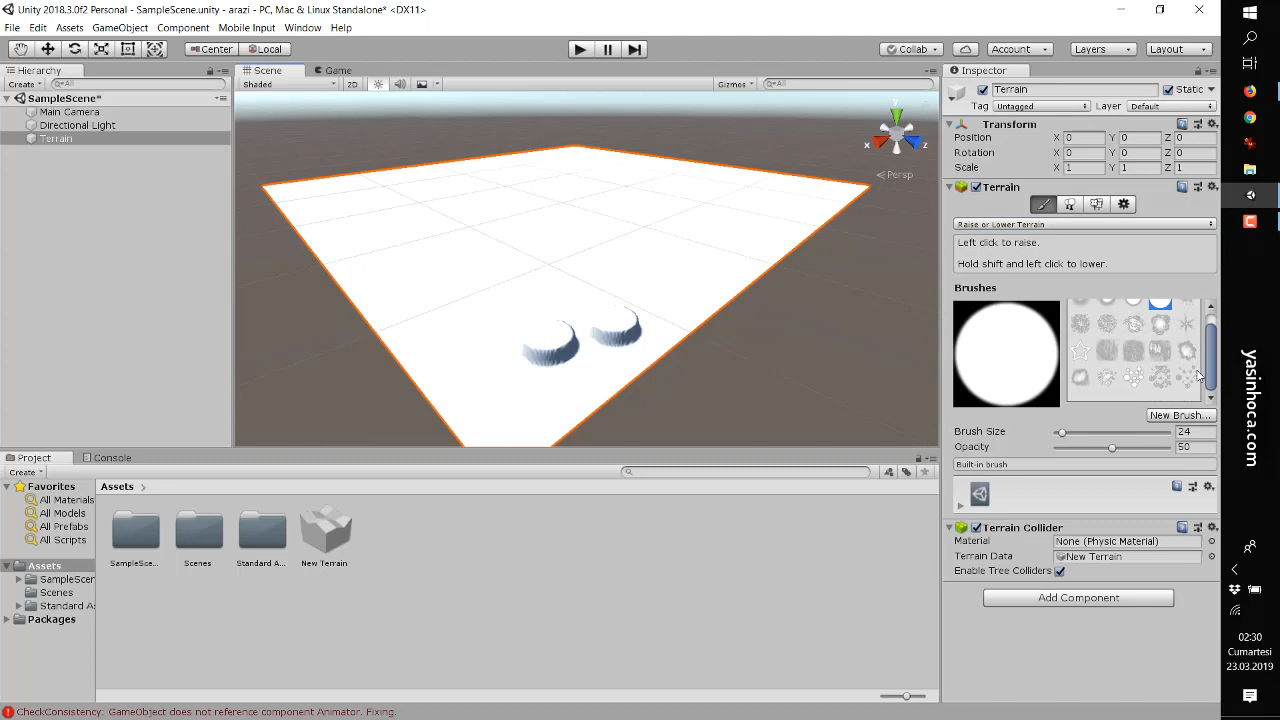 Unity 2018.3.0f2 Personal - SampleScene.unity - arazi - PC, Mac & Linux Standalone* <DX11>
File Edit Assets GameObject Component Mobile Input Window Help
Center Local Collab Account Layers Layout
Hierarchy
Create All
SampleScene*
Main Camera
Directional Light
Terrain
Scene Game
Shaded 2D Gizmos All
y
x z
Persp
Inspector
Terrain Static
Tag Untagged Layer Default
Transform
Position X 0 Y 0 Z 0
Rotation X 0 Y 0 Z 0
Scale X 1 Y 1 Z 1
Terrain
Raise or Lower Terrain
Left click to raise.
Hold shift and left click to lower.
Brushes
New Brush...
Brush Size 24
Opacity 50
Built-in brush
Terrain Collider
Material None (Physic Material)
Terrain Data New Terrain
Enable Tree Colliders
Add Component
Project Console
Create
Favorites
All Materials
All Models
All Prefabs
All Scripts
Assets
SampleScen
Scenes
Standard As
Packages
Assets
SampleSce...
Scenes
Standard A...
New Terrain
CheckConsistency: GameObject does not reference component Animator. Fixing.
yasinhoca.com
02:30
Cumartesi
23.03.2019